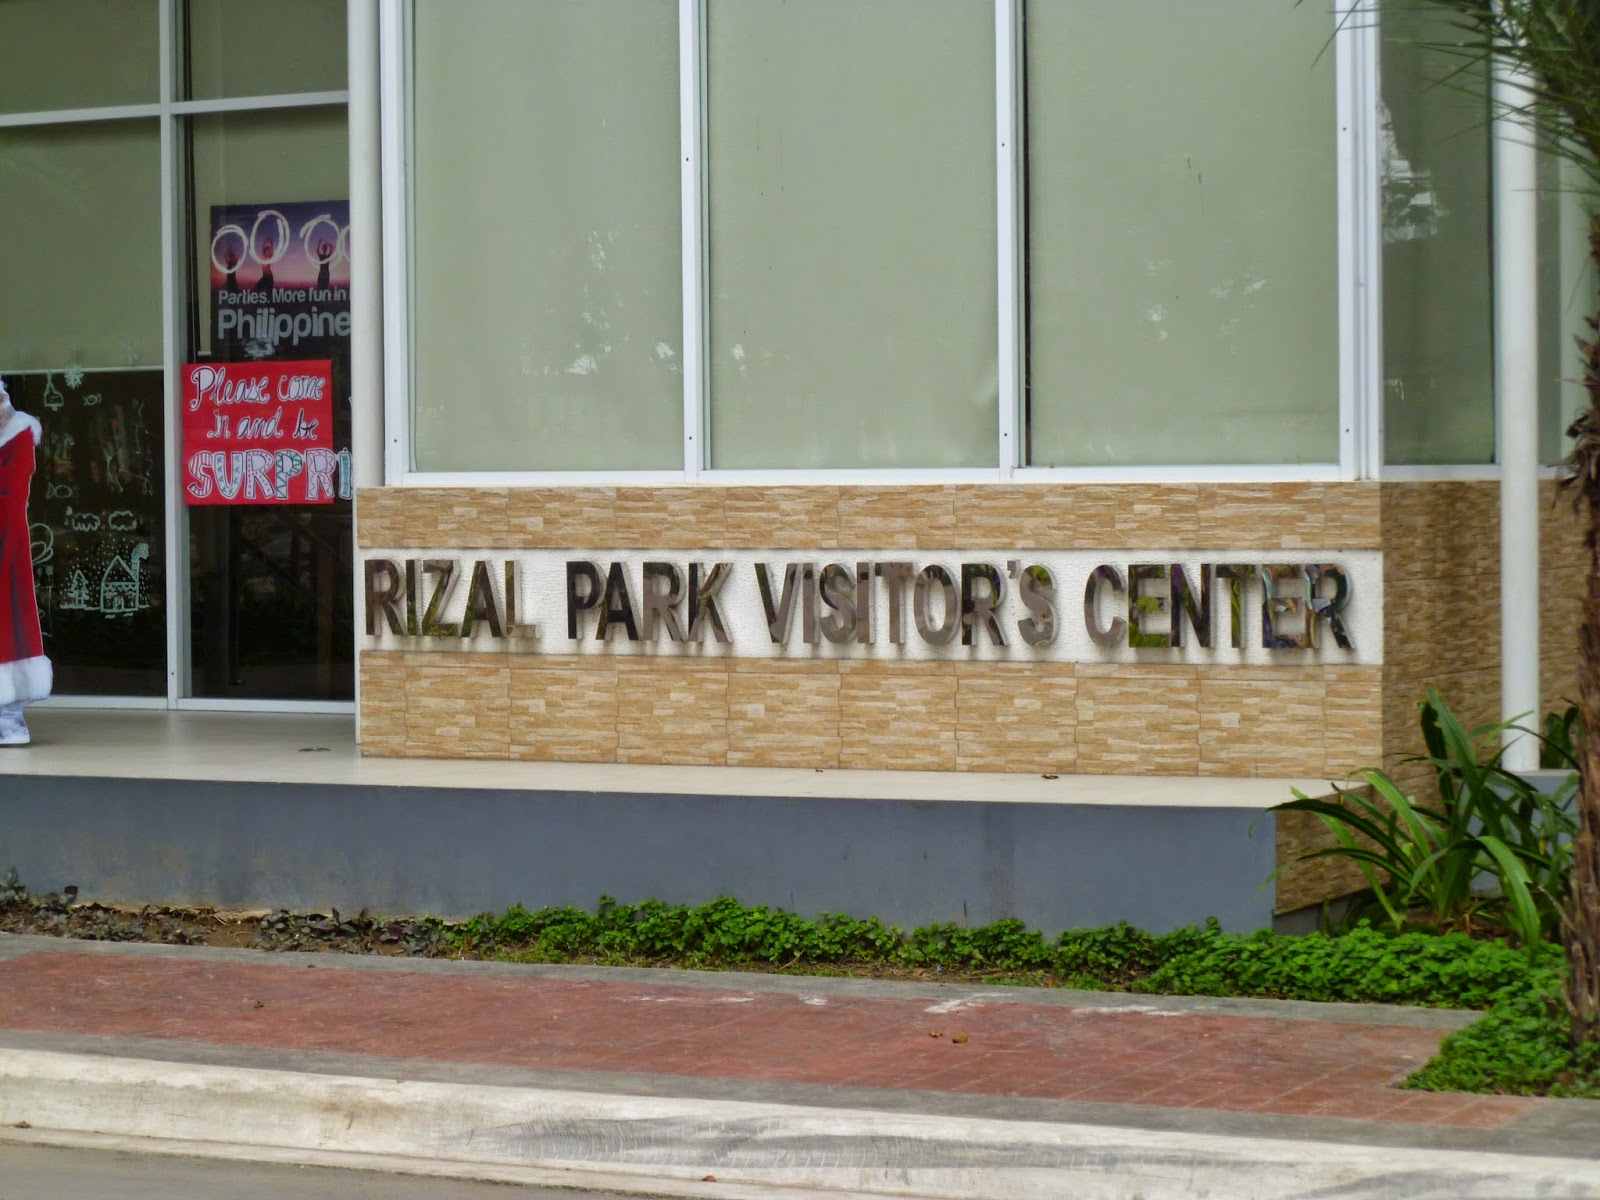 Parties. More fun in
Philippine
Please come
in and be
SURPRI
RIZAL PARK VISITOR'S CENTER